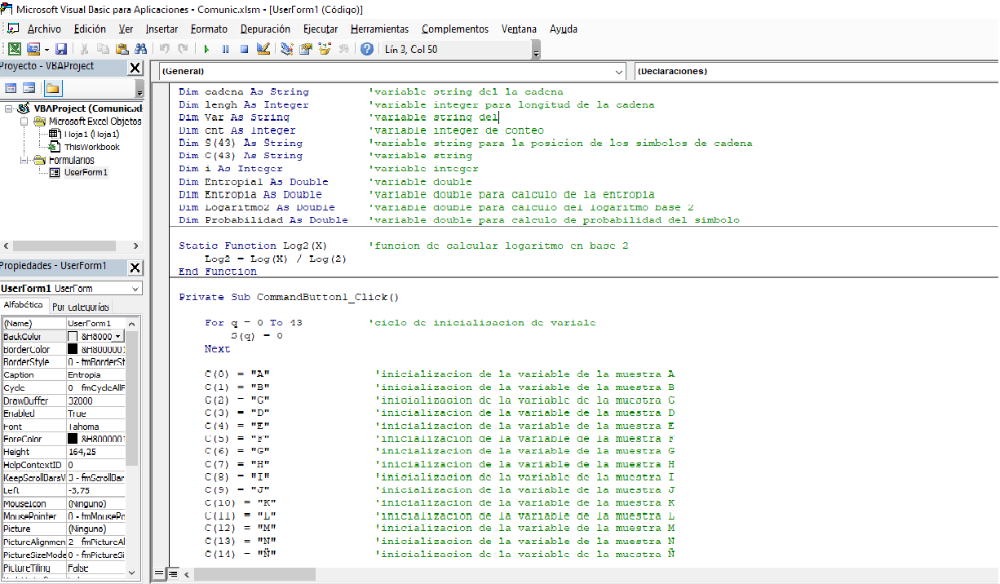 Microsoft Visual Basic para Aplicaciones - Comunic.xlsm - [UserForm1 (Código)]
Archivo Edición Ver Insertar Formato Depuración Ejecutar Herramientas Complementos Ventana Ayuda
Lín 3, Col 50
Proyecto - VBAProject
VBAProject (Comunic.xl
Microsoft Excel Objetos
Hoja1 (Hoja1)
ThisWorkbook
Formularios
UserForm1
Propiedades - UserForm1
UserForm1 UserForm
Alfabética Por categorías
(Name) UserForm1
BackColor &H8000
BorderColor &H8000001
BorderStyle 0 - fmBorderSt
Caption Entropia
Cycle 0 - fmCycleAllF
DrawBuffer 32000
Enabled True
Font Tahoma
ForeColor &H8000001
Height 164,25
HelpContextID 0
KeepScrollBarsV 3 - fmScrollBar
Left -3,75
MouseIcon (Ninguno)
MousePointer 0 - fmMousePo
Picture (Ninguno)
PictureAlignmen 2 - fmPictureAl
PictureSizeMode 0 - fmPictureSi
PictureTiling False
(General) (Declaraciones)
Dim cadena As String 'variable string del la cadena
Dim lengh As Integer 'variable integer para longitud de la cadena
Dim Var As String 'variable string del
Dim cnt As Integer 'variable integer de conteo
Dim S(43) As String 'variable string para la posicion de los simbolos de cadena
Dim C(43) As String 'variable string
Dim i As Integer 'variable integer
Dim Entropia1 As Double 'variable double
Dim Entropia As Double 'variable double para calculo de la entropia
Dim Logaritmo2 As Double 'variable double para calculo del logaritmo base 2
Dim Probabilidad As Double 'variable double para calculo de probabilidad del simbolo
Static Function Log2(X) 'funcion de calcular logaritmo en base 2
Log2 = Log(X) / Log(2)
End Function
Private Sub CommandButton1_Click()
For q = 0 To 43 'ciclo de inicialisacion de variale
S(q) = 0
Next
C(0) = "A" 'inicializacion de la variable de la muestra A
C(1) = "B" 'inicializacion de la variable de la muestra B
C(2) = "C" 'inicializacion de la variable de la muestra C
C(3) = "D" 'inicializacion de la variable de la muestra D
C(4) = "E" 'inicializacion de la variable de la muestra E
C(5) = "F" 'inicializacion de la variable de la muestra F
C(6) = "G" 'inicializacion de la variable de la muestra G
C(7) = "H" 'inicializacion de la variable de la muestra H
C(8) = "I" 'inicializacion de la variable de la muestra I
C(9) = "J" 'inicializacion de la variable de la muestra J
C(10) = "K" 'inicializacion de la variable de la muestra K
C(11) = "L" 'inicializacion de la variable de la muestra L
C(12) = "M" 'inicializacion de la variable de la muestra M
C(13) = "N" 'inicializacion de la variable de la muestra N
C(14) = "Ñ" 'inicializacion de la variable de la muestra Ñ